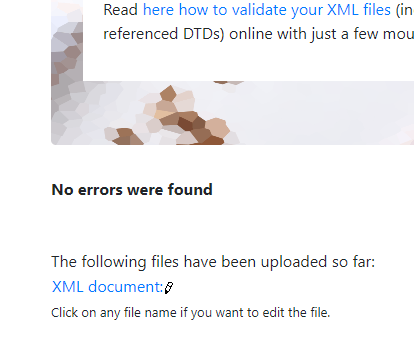 Read here how to validate your XML files (in
referenced DTDs) online with just a few mou
No errors were found
The following files have been uploaded so far:
XML document:
Click on any file name if you want to edit the file.